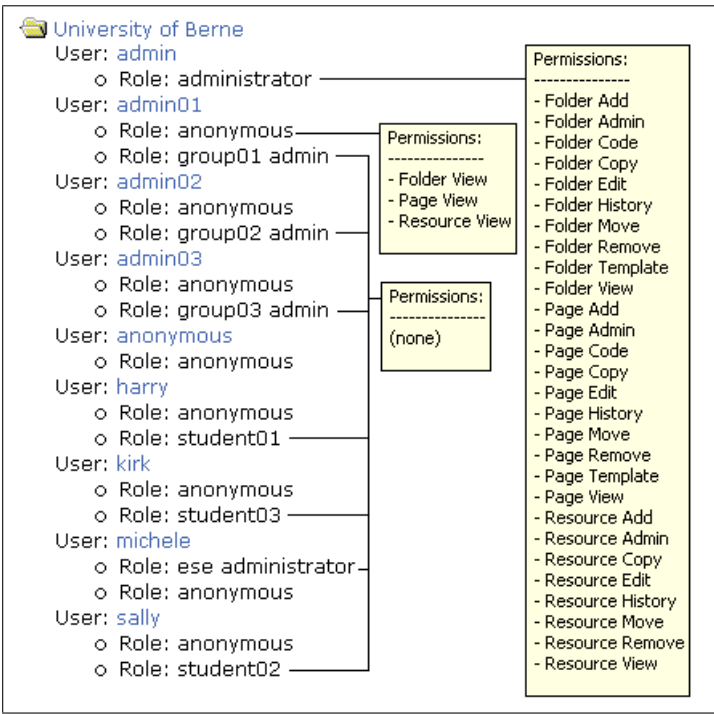 University of Berne
User: admin
o Role: administrator
User: admin01
o Role: anonymous
o Role: group01 admin
User: admin02
o Role: anonymous
o Role: group02 admin
User: admin03
o Role: anonymous
o Role: group03 admin
User: anonymous
o Role: anonymous
User: harry
o Role: anonymous
o Role: student01
User: kirk
o Role: anonymous
o Role: student03
User: michele
o Role: ese administrator
o Role: anonymous
User: sally
o Role: anonymous
o Role: student02
Permissions:
---------------
- Folder View
- Page View
- Resource View
Permissions:
---------------
(none)
Permissions:
---------------
- Folder Add
- Folder Admin
- Folder Code
- Folder Copy
- Folder Edit
- Folder History
- Folder Move
- Folder Remove
- Folder Template
- Folder View
- Page Add
- Page Admin
- Page Code
- Page Copy
- Page Edit
- Page History
- Page Move
- Page Remove
- Page Template
- Page View
- Resource Add
- Resource Admin
- Resource Copy
- Resource Edit
- Resource History
- Resource Move
- Resource Remove
- Resource View